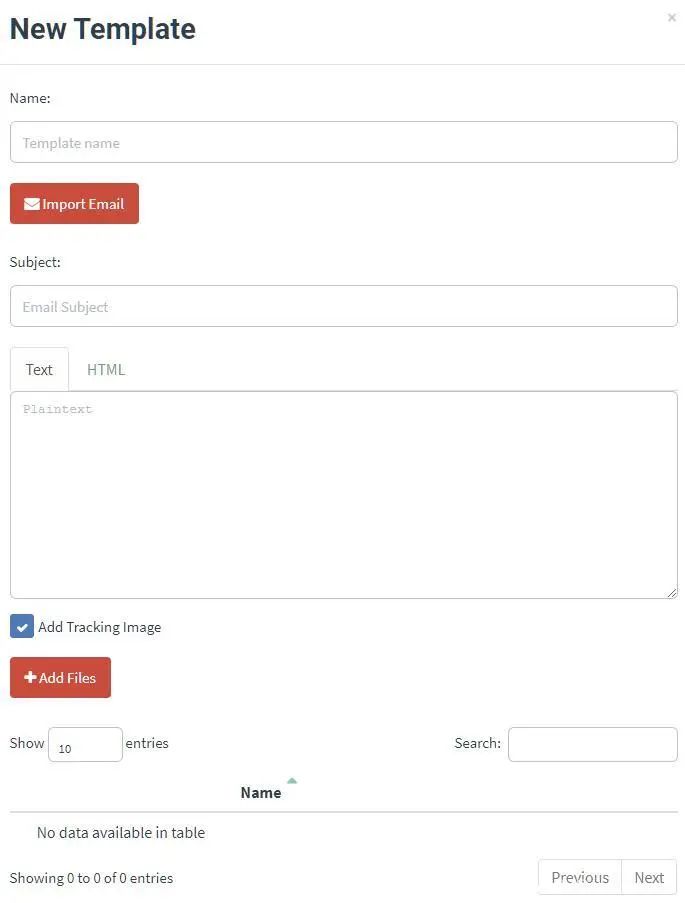 New Template
×
Name:
Template name
Import Email
Subject:
Email Subject
Text HTML
Plaintext
Add Tracking Image
Add Files
Show 10 entries Search:
Name
No data available in table
Showing 0 to 0 of 0 entries Previous Next